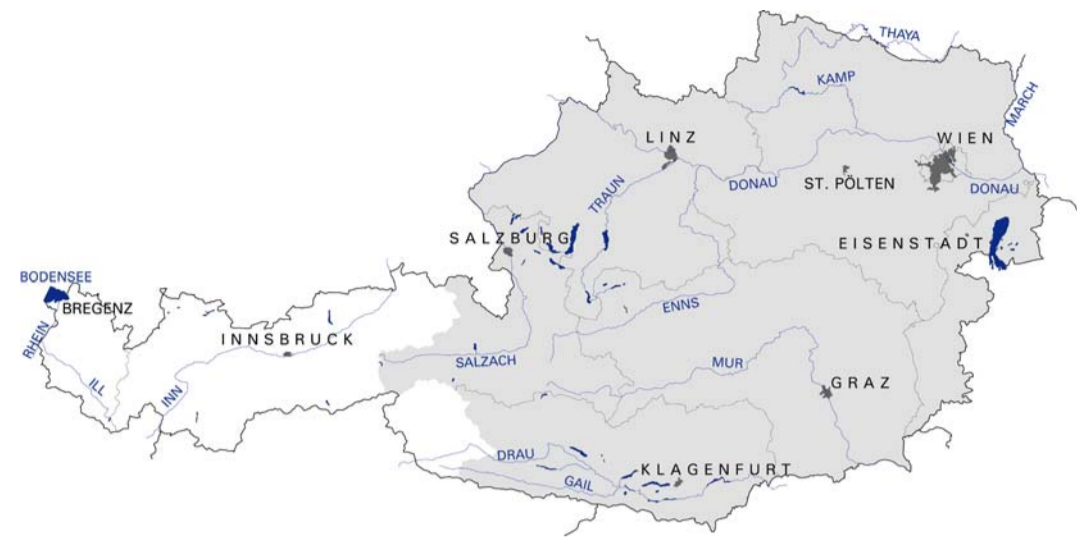 THAYA
KAMP
MARCH
LINZ
WIEN
TRAUN
DONAU
ST. PÖLTEN
DONAU
SALZBURG
EISENSTADT
BODENSEE
BREGENZ
ENNS
RHEIN
INNSBRUCK
SALZACH
MUR
ILL
INN
GRAZ
DRAU
KLAGENFURT
GAIL